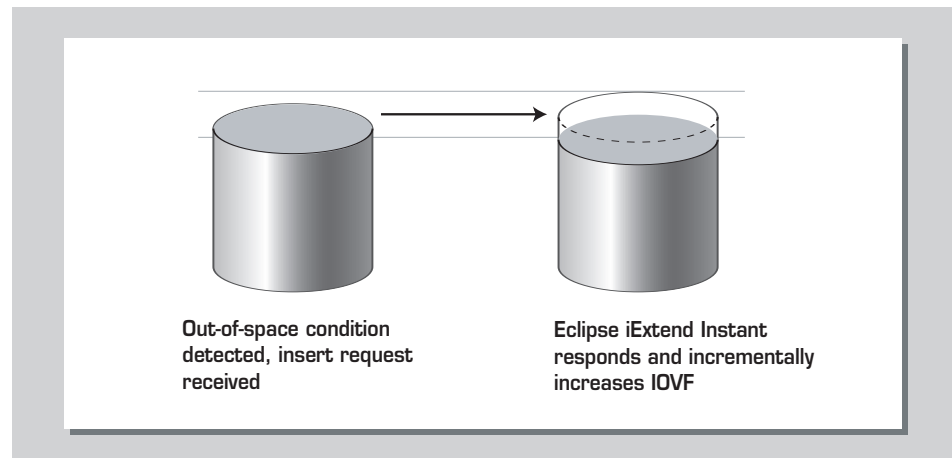 Out-of-space condition
detected, insert request
received
Eclipse iExtend Instant
responds and incrementally
increases IOVF